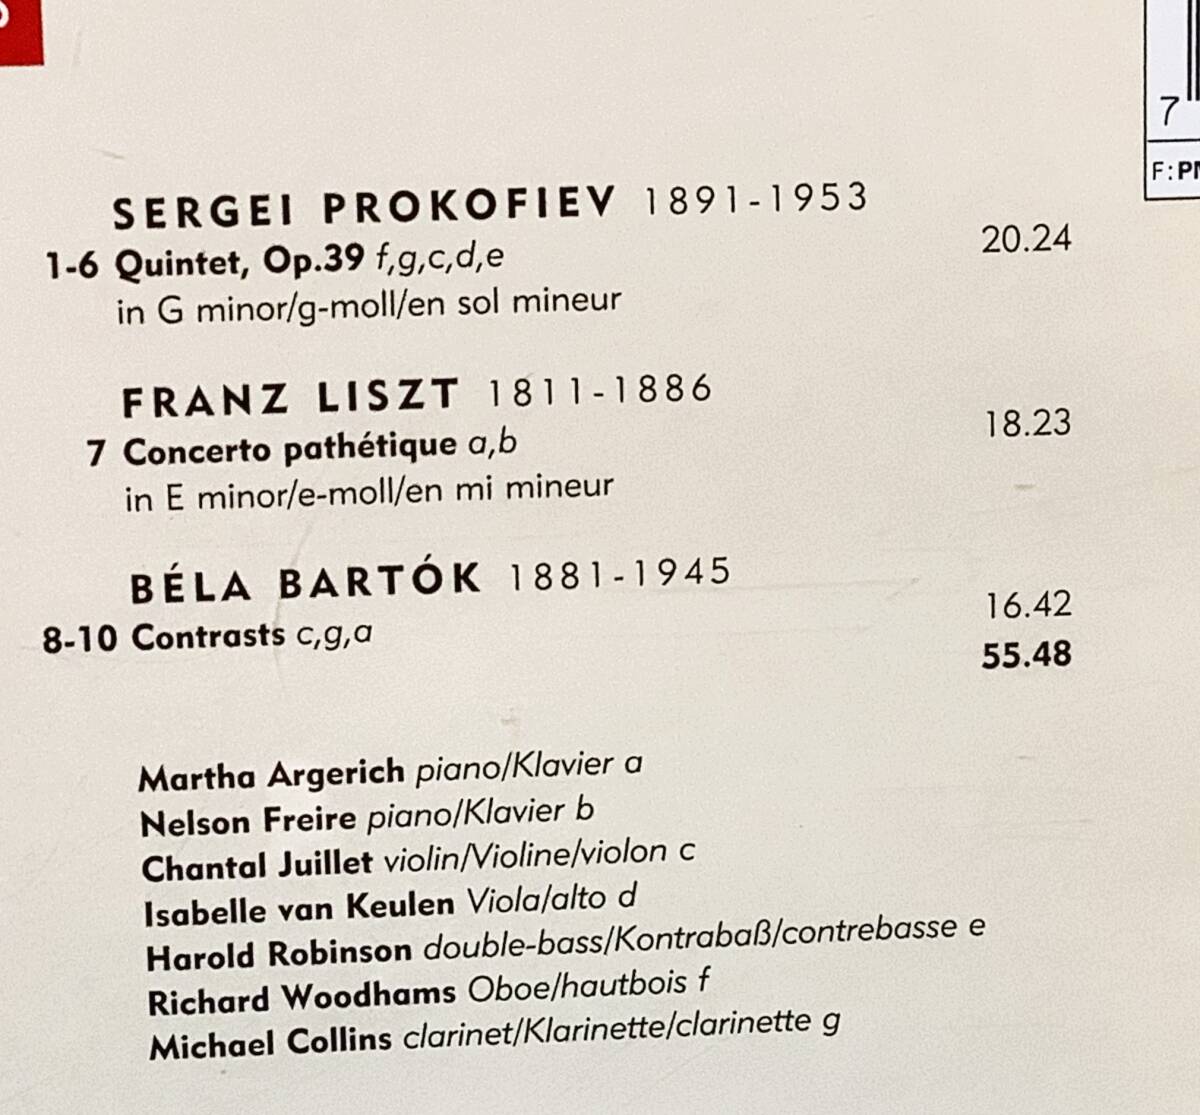 SERGEI PROKOFIEV 1891-1953
1-6 Quintet, Op.39 f,g,c,d,e 20.24
in G minor/g-moll/en sol mineur
FRANZ LISZT 1811-1886
7 Concerto pathétique a,b 18.23
in E minor/e-moll/en mi mineur
BÉLA BARTÓK 1881-1945
8-10 Contrasts c,g,a 16.42
55.48
Martha Argerich piano/Klavier a
Nelson Freire piano/Klavier b
Chantal Juillet violin/Violine/violon c
Isabelle van Keulen Viola/alto d
Harold Robinson double-bass/Kontrabaß/contrebasse e
Richard Woodhams Oboe/hautbois f
Michael Collins clarinet/Klarinette/clarinette g
7
F: